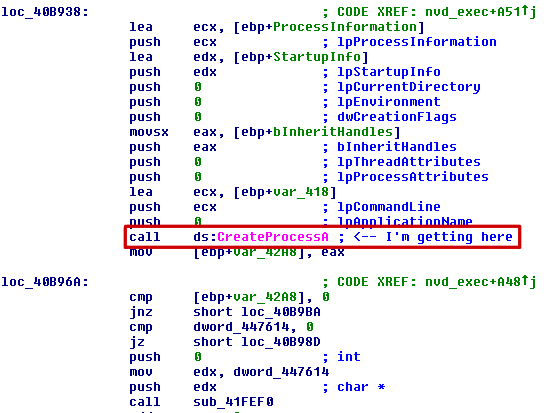 loc_40B938: ; CODE XREF: nvd_exec+A51↑j
lea ecx, [ebp+ProcessInformation]
push ecx ; lpProcessInformation
lea edx, [ebp+StartupInfo]
push edx ; lpStartupInfo
push 0 ; lpCurrentDirectory
push 0 ; lpEnvironment
push 0 ; dwCreationFlags
movsx eax, [ebp+bInheritHandles]
push eax ; bInheritHandles
push 0 ; lpThreadAttributes
push 0 ; lpProcessAttributes
lea ecx, [ebp+var_418]
push ecx ; lpCommandLine
push 0 ; lpApplicationName
call ds:CreateProcessA ; <-- I'm getting here
mov [ebp+var_42A8], eax
loc_40B96A: ; CODE XREF: nvd_exec+A48↑j
cmp [ebp+var_42A8], 0
jnz short loc_40B9BA
cmp dword_447614, 0
jz short loc_40B98D
push 0 ; int
mov edx, dword_447614
push edx ; char *
call sub_41FEF0